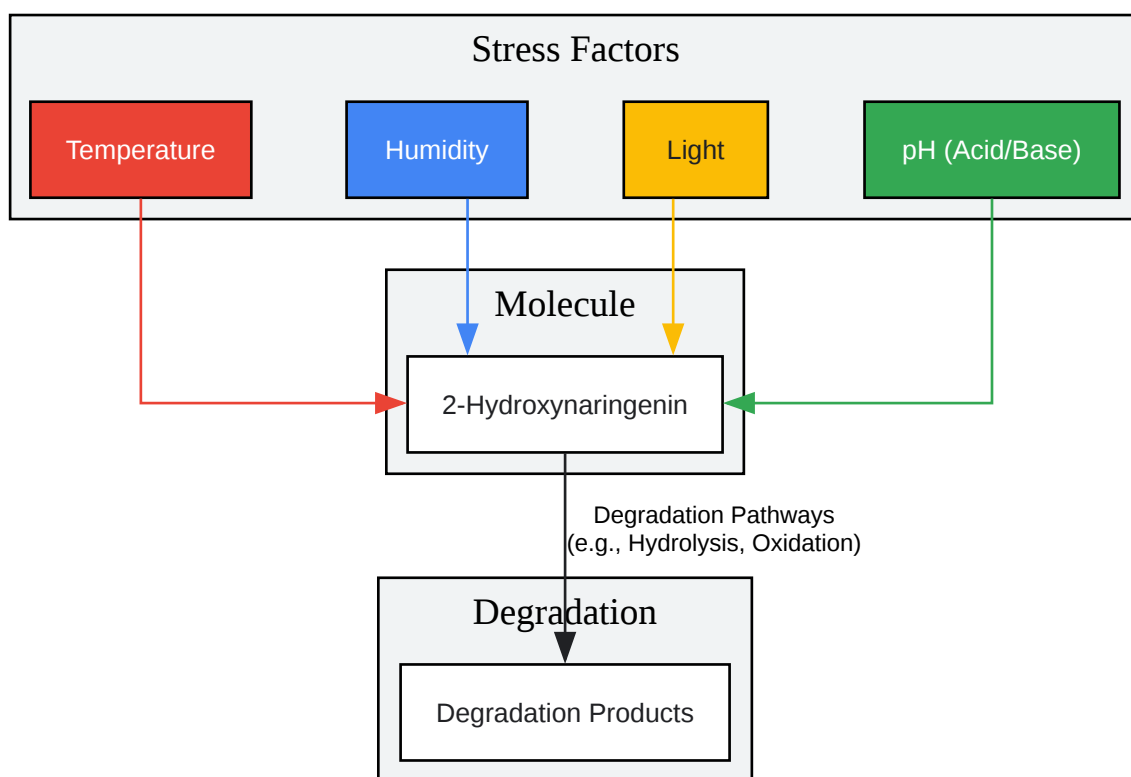 Stress Factors
Temperature
Humidity
Light
pH (Acid/Base)
Molecule
2-Hydroxynaringenin
Degradation Pathways
(e.g., Hydrolysis, Oxidation)
Degradation
Degradation Products